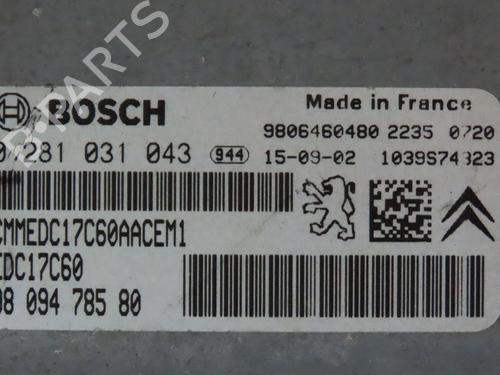 BOSCH
Made in France
9806460480 2235 0720
281 031 043 944 15-09-02 1039S74323
CMMEDC17C60AACEM1
EDC17C60
98 094 785 80
B-PARTS